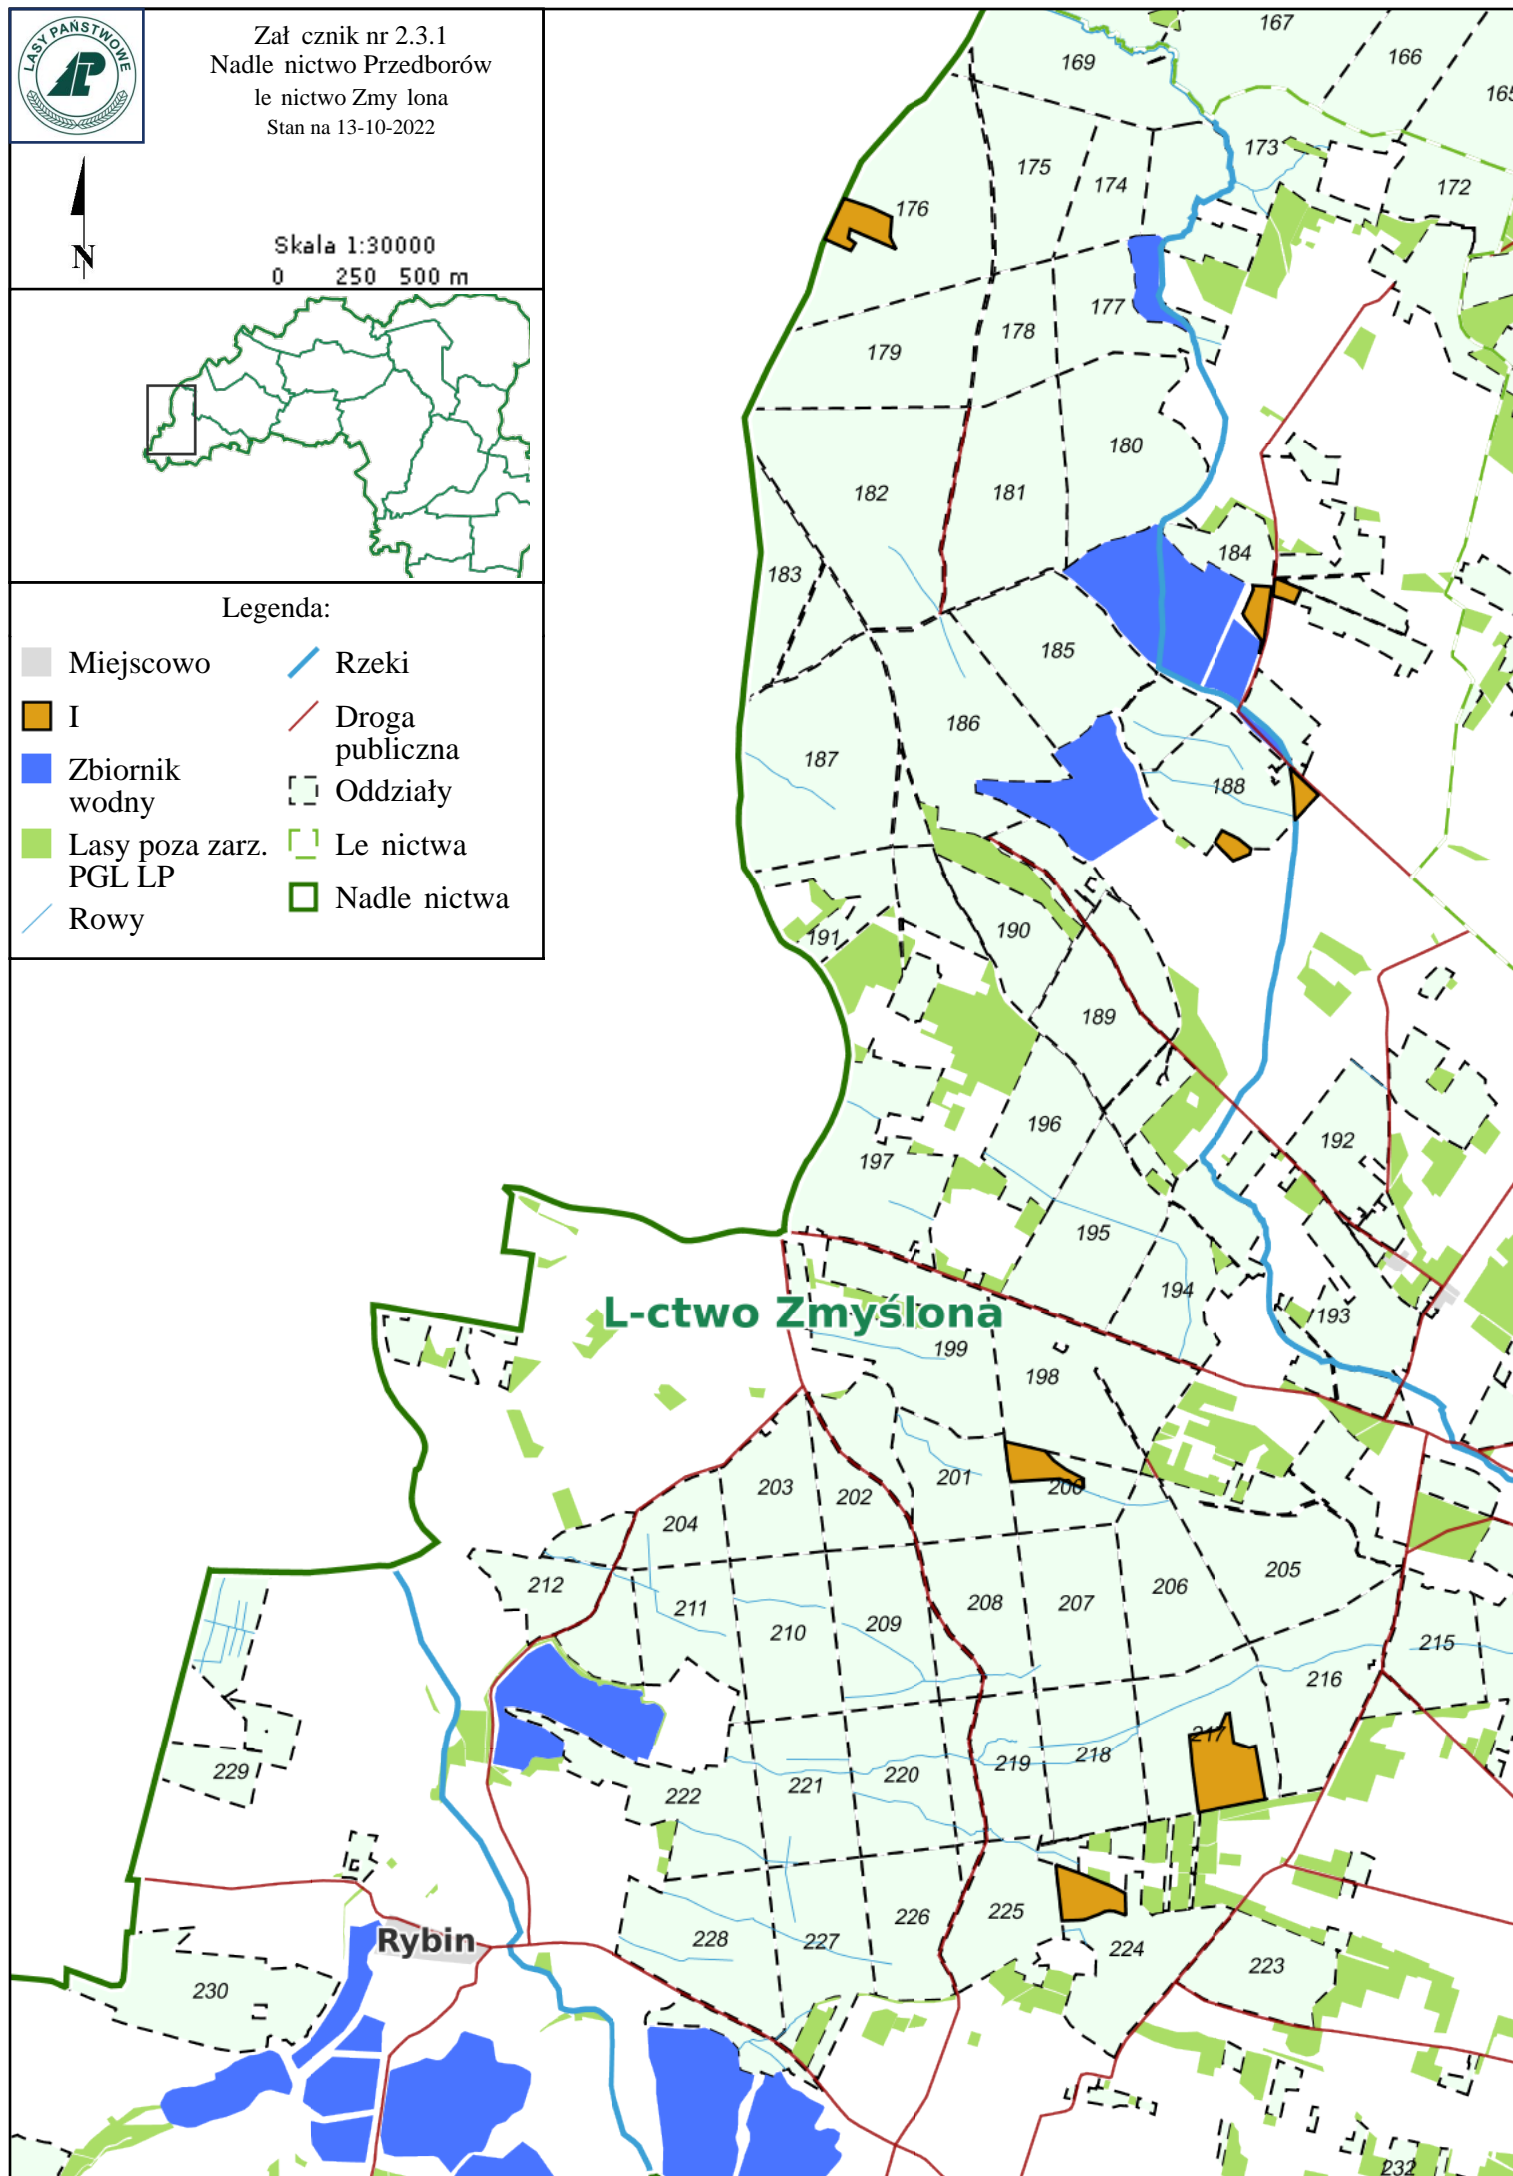 LASY PAŃSTWOWE
Zał cznik nr 2.3.1
Nadle nictwo Przedborów
le nictwo Zmy lona
Stan na 13-10-2022
N
Skala 1:30000
0 250 500 m
Legenda:
Miejscowo
I
Zbiornik
wodny
Lasy poza zarz.
PGL LP
Rowy
Rzeki
Droga
publiczna
Oddziały
Le nictwa
Nadle nictwa
167
166
165
169
173
172
175
174
176
177
178
179
180
181
182
183
184
185
186
187
188
190
191
189
192
196
197
195
194
193
L-ctwo Zmyślona
199
198
201
200
203
202
204
205
206
207
208
209
210
211
212
215
216
217
218
219
220
221
222
229
225
226
227
228
224
223
Rybin
230
232